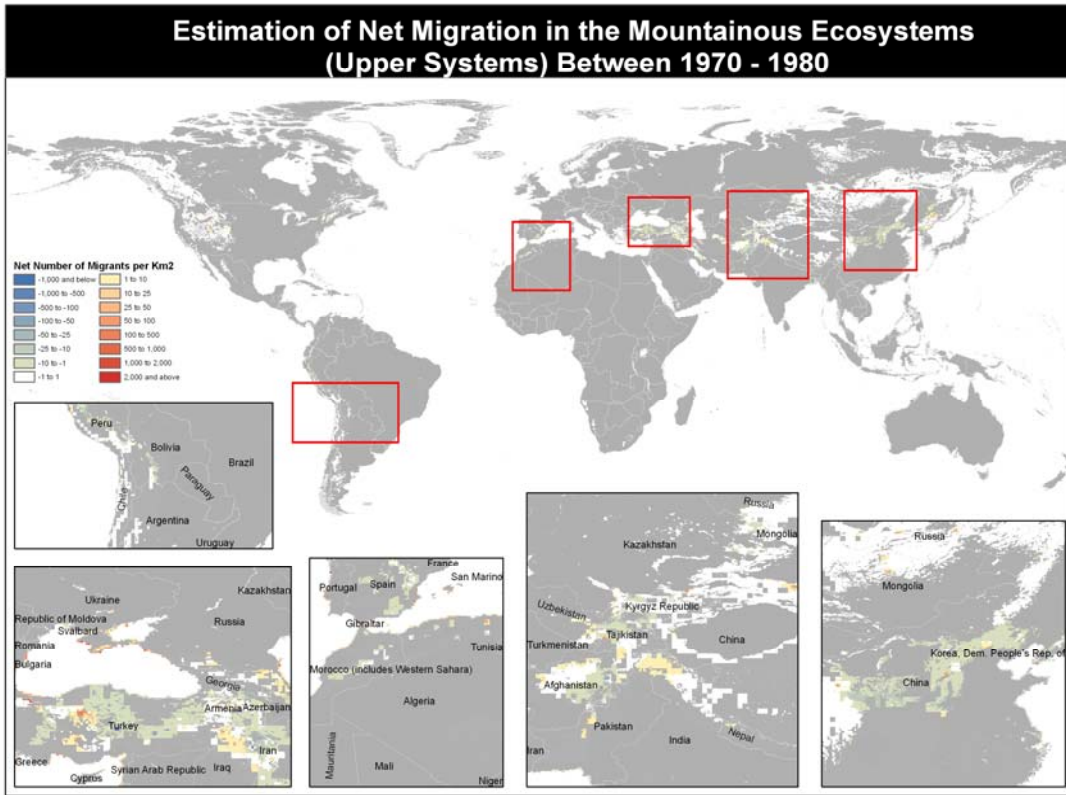 Estimation of Net Migration in the Mountainous Ecosystems
(Upper Systems) Between 1970 - 1980
Net Number of Migrants per Km2
-1,000 and below
-1,000 to -500
-500 to -100
-100 to -50
-50 to -25
-25 to -10
-10 to -1
-1 to 1
1 to 10
10 to 25
25 to 50
50 to 100
100 to 500
500 to 1,000
1,000 to 2,000
2,000 and above
Peru
Bolivia
Brazil
Paraguay
Chile
Argentina
Uruguay
Ukraine
Kazakhstan
Republic of Moldova
Svalbard
Russia
Romania
Bulgaria
Georgia
Armenia
Azerbaijan
Turkey
Iran
Greece
Cyprus
Syrian Arab Republic
Iraq
France
Portugal
Spain
San Marino
Gibraltar
Tunisia
Morocco (includes Western Sahara)
Algeria
Mauritania
Mali
Niger
Russia
Kazakhstan
Mongolia
Uzbekistan
Kyrgyz Republic
Turkmenistan
Tajikistan
China
Afghanistan
Pakistan
Iran
India
Nepal
Russia
Mongolia
Korea, Dem. People's Rep. of
China